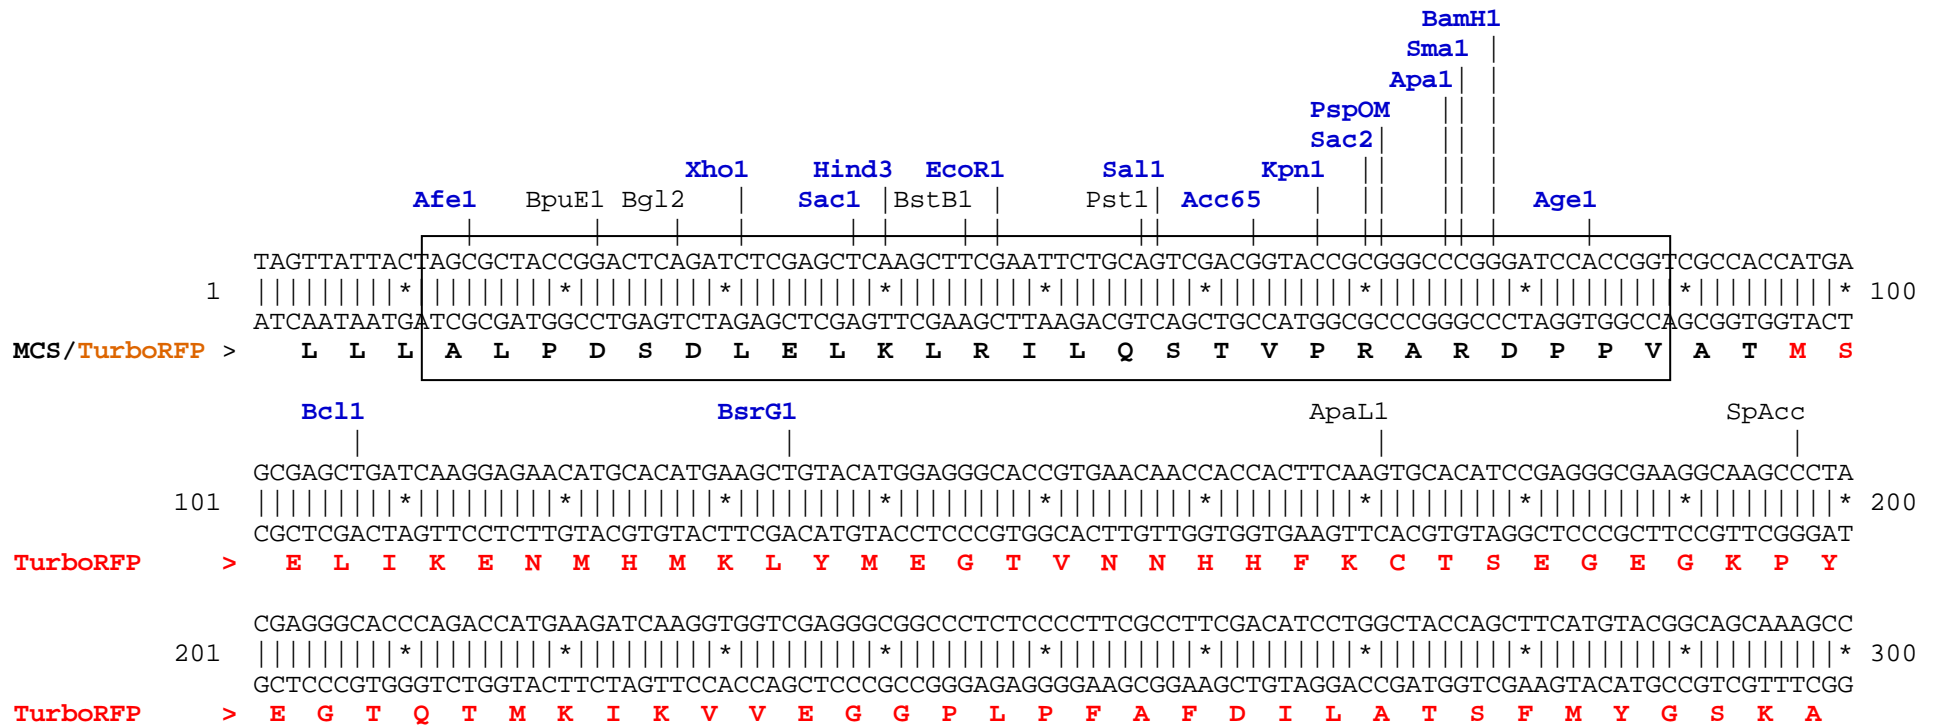 BamH1
Sma1
Apa1
PspOM
Sac2
Xho1 Hind3 EcoR1 Sal1 Kpn1
Afe1 BpuE1 Bgl2 Sac1 BstB1 Pst1 Acc65 Age1
TAGTTATTACTAGCGCTACCGGACTCAGATCTCGAGCTCAAGCTTCGAATTCTGCAGTCGACGGTACCGCGGGCCCGGGATCCACCGGTCGCCACCATGA
1 |||||||||*|||||||||*|||||||||*|||||||||*|||||||||*|||||||||*|||||||||*|||||||||*|||||||||*|||||||||* 100
ATCAATAATGATCGCGATGGCCTGAGTCTAGAGCTCGAGTTCGAAGCTTAAGACGTCAGCTGCCATGGCGCCCGGGCCCTAGGTGGCCAGCGGTGGTACT
MCS/TurboRFP > L L L A L P D S D L E L K L R I L Q S T V P R A R D P P V A T M S
Bcl1 BsrG1 ApaL1 SpAcc
GCGAGCTGATCAAGGAGAACATGCACATGAAGCTGTACATGGAGGGCACCGTGAACAACCACCACTTCAAGTGCACATCCGAGGGCGAAGGCAAGCCCTA
101 |||||||||*|||||||||*|||||||||*|||||||||*|||||||||*|||||||||*|||||||||*|||||||||*|||||||||*|||||||||* 200
CGCTCGACTAGTTCCTCTTGTACGTGTACTTCGACATGTACCTCCCGTGGCACTTGTTGGTGGTGAAGTTCACGTGTAGGCTCCCGCTTCCGTTCGGGAT
TurboRFP > E L I K E N M H M K L Y M E G T V N N H H F K C T S E G E G K P Y
CGAGGGCACCCAGACCATGAAGATCAAGGTGGTCGAGGGCGGCCCTCTCCCCTTCGCCTTCGACATCCTGGCTACCAGCTTCATGTACGGCAGCAAAGCC
201 |||||||||*|||||||||*|||||||||*|||||||||*|||||||||*|||||||||*|||||||||*|||||||||*|||||||||*|||||||||* 300
GCTCCCGTGGGTCTGGTACTTCTAGTTCCACCAGCTCCCGCCGGGAGAGGGGAAGCGGAAGCTGTAGGACCGATGGTCGAAGTACATGCCGTCGTTTCGG
TurboRFP > E G T Q T M K I K V V E G G P L P F A F D I L A T S F M Y G S K A